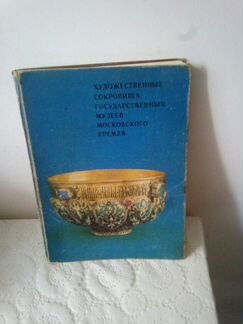 ХУДОЖЕСТВЕННЫЕ
СОКРОВИЩА
ГОСУДАРСТВЕННЫХ
МУЗЕЕВ
МОСКОВСКОГО
КРЕМЛЯ